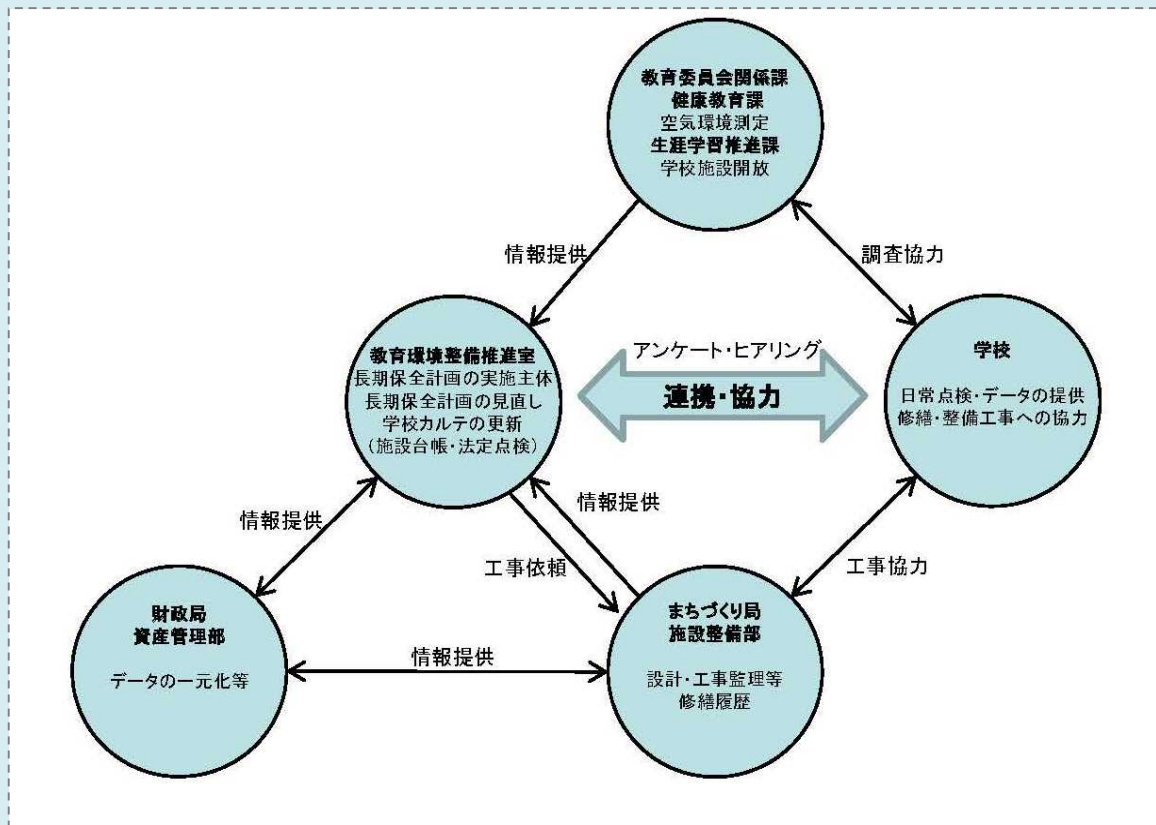 教育委員会関係課
健康教育課
空気環境測定
生涯学習推進課
学校施設開放
情報提供
調査協力
教育環境整備推進室
長期保全計画の実施主体
長期保全計画の見直し
学校カルテの更新
(施設台帳・法定点検)
アンケート・ヒアリング
連携・協力
学校
日常点検・データの提供
修繕・整備工事への協力
情報提供
情報提供
工事依頼
工事協力
財政局
資産管理部
データの一元化等
情報提供
まちづくり局
施設整備部
設計・工事監理等
修繕履歴